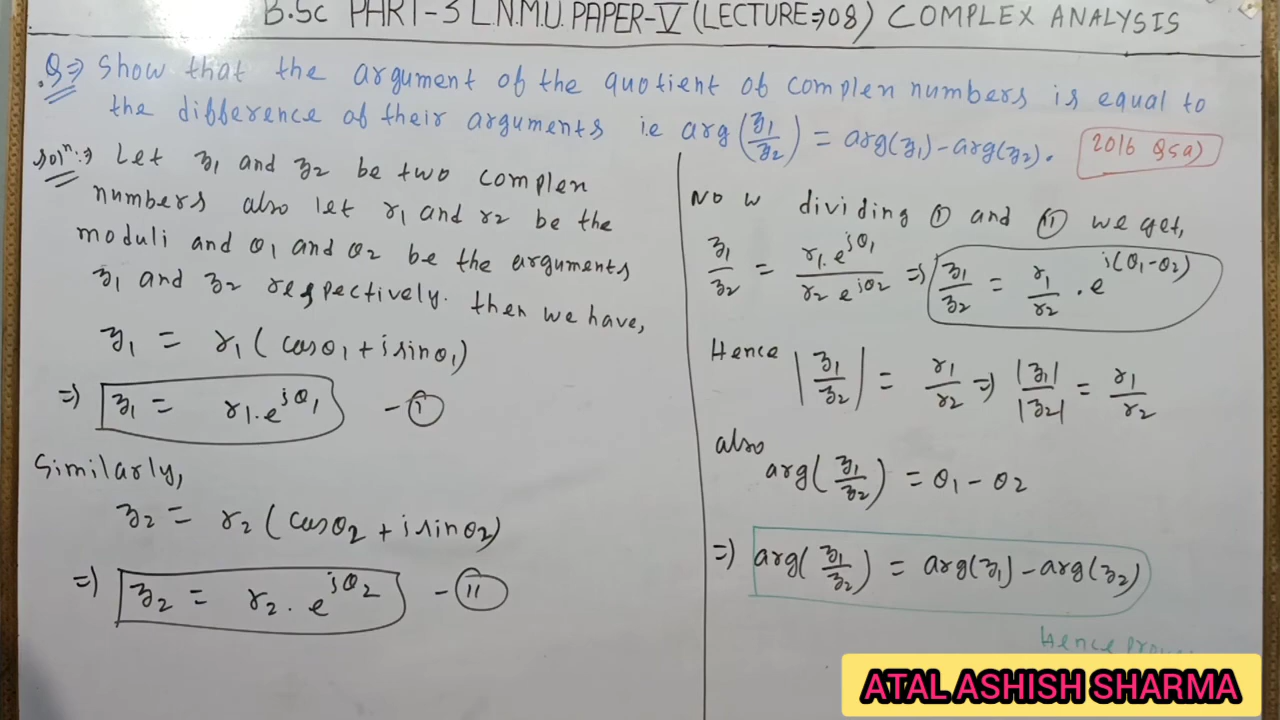 B.Sc PART-3 L.N.M.U. PAPER-V (LECTURE⇒08) COMPLEX ANALYSIS
Q⇒ Show that the argument of the quotient of complex numbers is equal to
the difference of their arguments i.e arg(z1/z2) = arg(z1) - arg(z2).
2016 Q5a)
Solⁿ:→ Let z1 and z2 be two complex
numbers also let r1 and r2 be the
moduli and θ1 and θ2 be the arguments
z1 and z2 respectively. then we have,
z1 = r1(cosθ1 + i sinθ1)
⇒ z1 = r1.e^iθ1 - (I)
Similarly,
z2 = r2(cosθ2 + i sinθ2)
⇒ z2 = r2.e^iθ2 - (II)
Now dividing (I) and (II) we get,
z1/z2 = r1.e^iθ1 / r2 e^iθ2 ⇒ z1/z2 = r1/r2 . e^i(θ1-θ2)
Hence |z1/z2| = r1/r2 ⇒ |z1|/|z2| = r1/r2
also
arg(z1/z2) = θ1 - θ2
⇒ arg(z1/z2) = arg(z1) - arg(z2)
Hence
ATAL ASHISH SHARMA